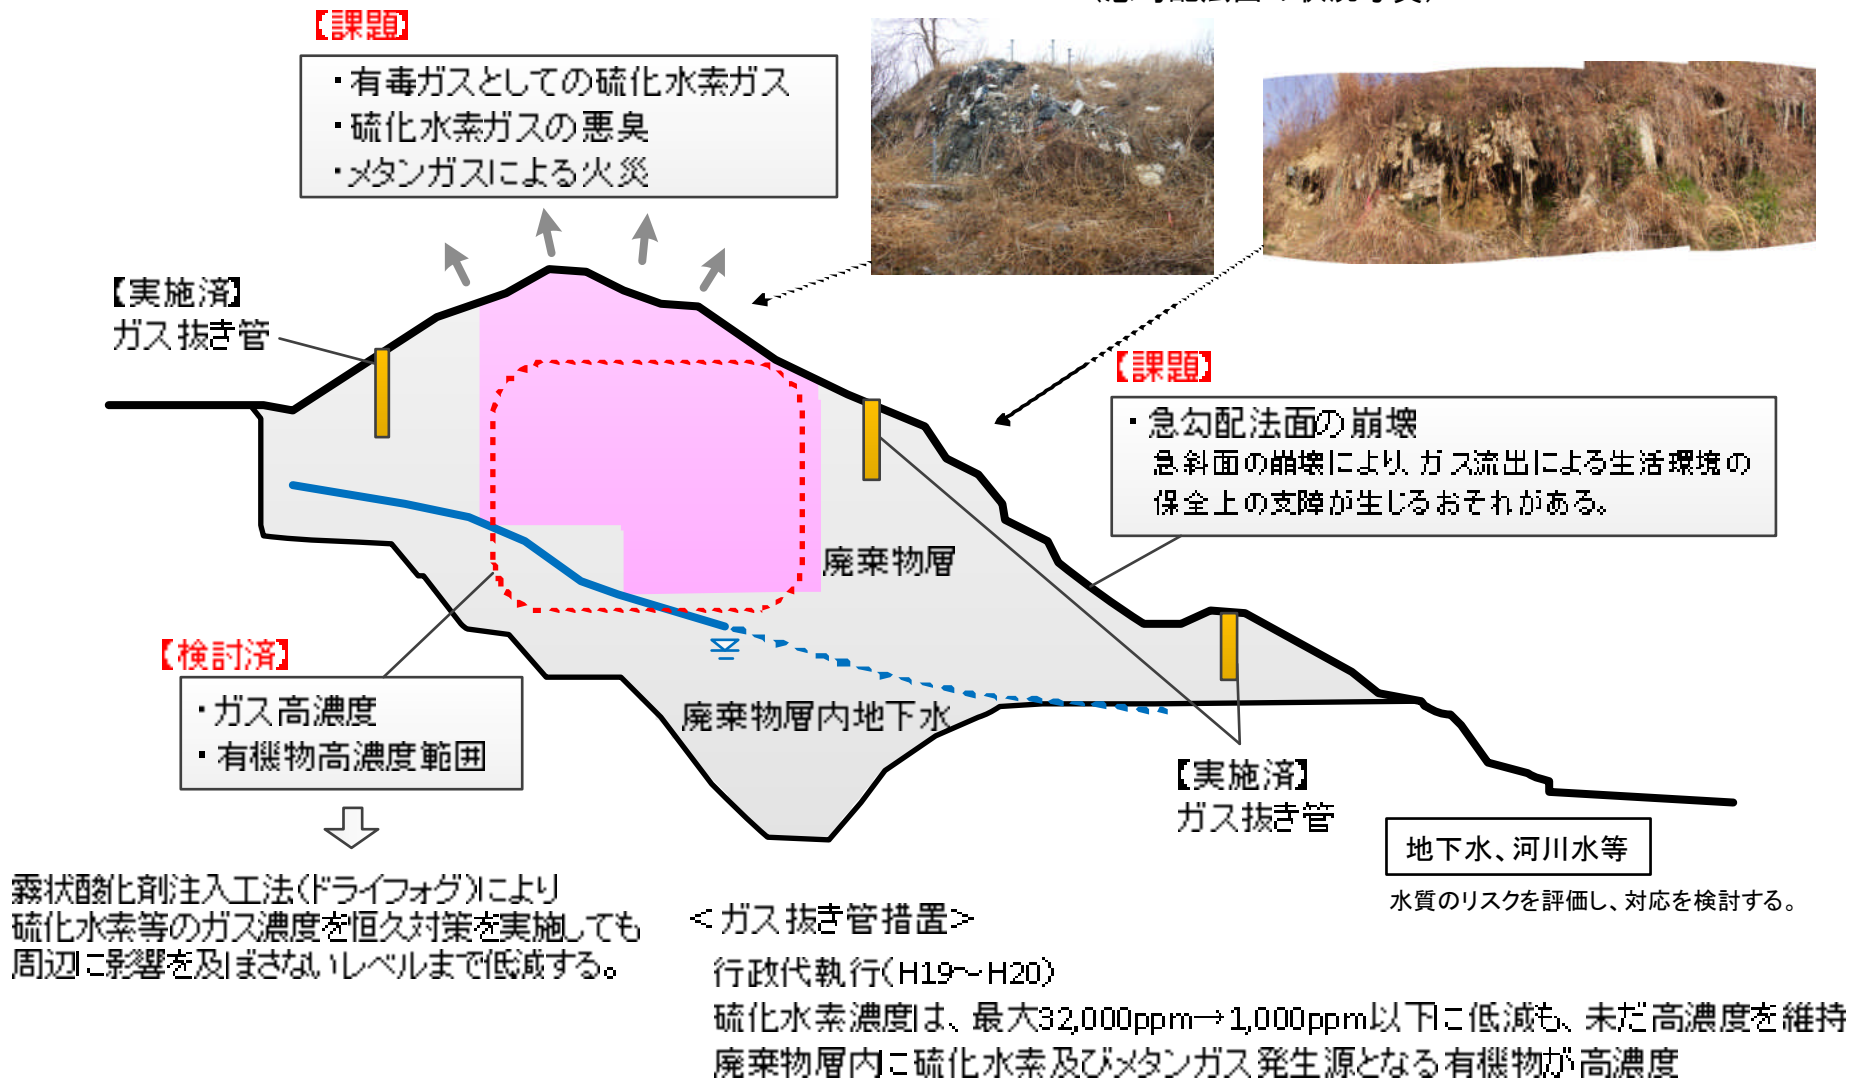 【課題】
・有毒ガスとしての硫化水素ガス
・硫化水素ガスの悪臭
・メタンガスによる火災
【実施済】
ガス抜き管
【課題】
・急勾配法面の崩壊
急斜面の崩壊により、ガス流出による生活環境の
保全上の支障が生じるおそれがある。
廃棄物層
【検討済】
・ガス高濃度
・有機物高濃度範囲
廃棄物層内地下水
【実施済】
ガス抜き管
地下水、河川水等
水質のリスクを評価し、対応を検討する。
霧状酸化剤注入工法(ドライフォグ)により
硫化水素等のガス濃度を恒久対策を実施しても
周辺に影響を及ぼさないレベルまで低減する。
＜ガス抜き管措置＞
行政代執行(H19～H20)
硫化水素濃度は、最大32,000ppm→1,000ppm以下に低減も、未だ高濃度を維持
廃棄物層内に硫化水素及びメタンガス発生源となる有機物が高濃度